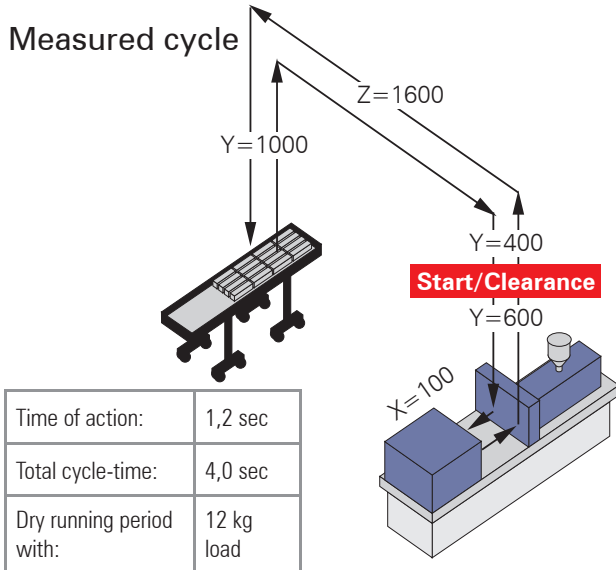 Measured cycle
Z=1600
Y=1000
Y=400
Start/Clearance
Y=600
X=100
Time of action: 1,2 sec
Total cycle-time: 4,0 sec
Dry running period 12 kg
with: load